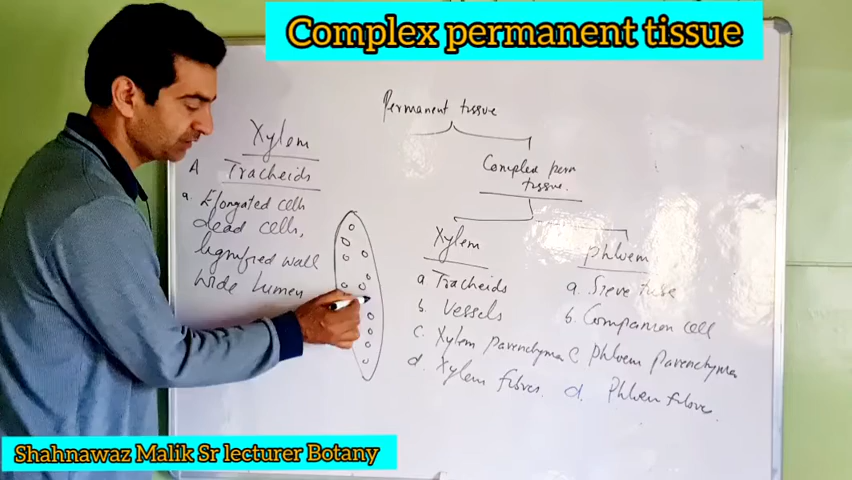 Complex permanent tissue
Permanent tissue
Xylem
A Tracheids
a. Elongated cells
dead cells,
lignified wall
wide lumen
Complex perm
tissue.
Xylem
a Tracheids
b. Vessels
c. Xylem parenchyma
d. Xylem fibres.
Phloem
a. Sieve tube
b. Companion cell
C Phloem parenchyma
d. Phloem fibres.
Shahnawaz Malik Sr lecturer Botany